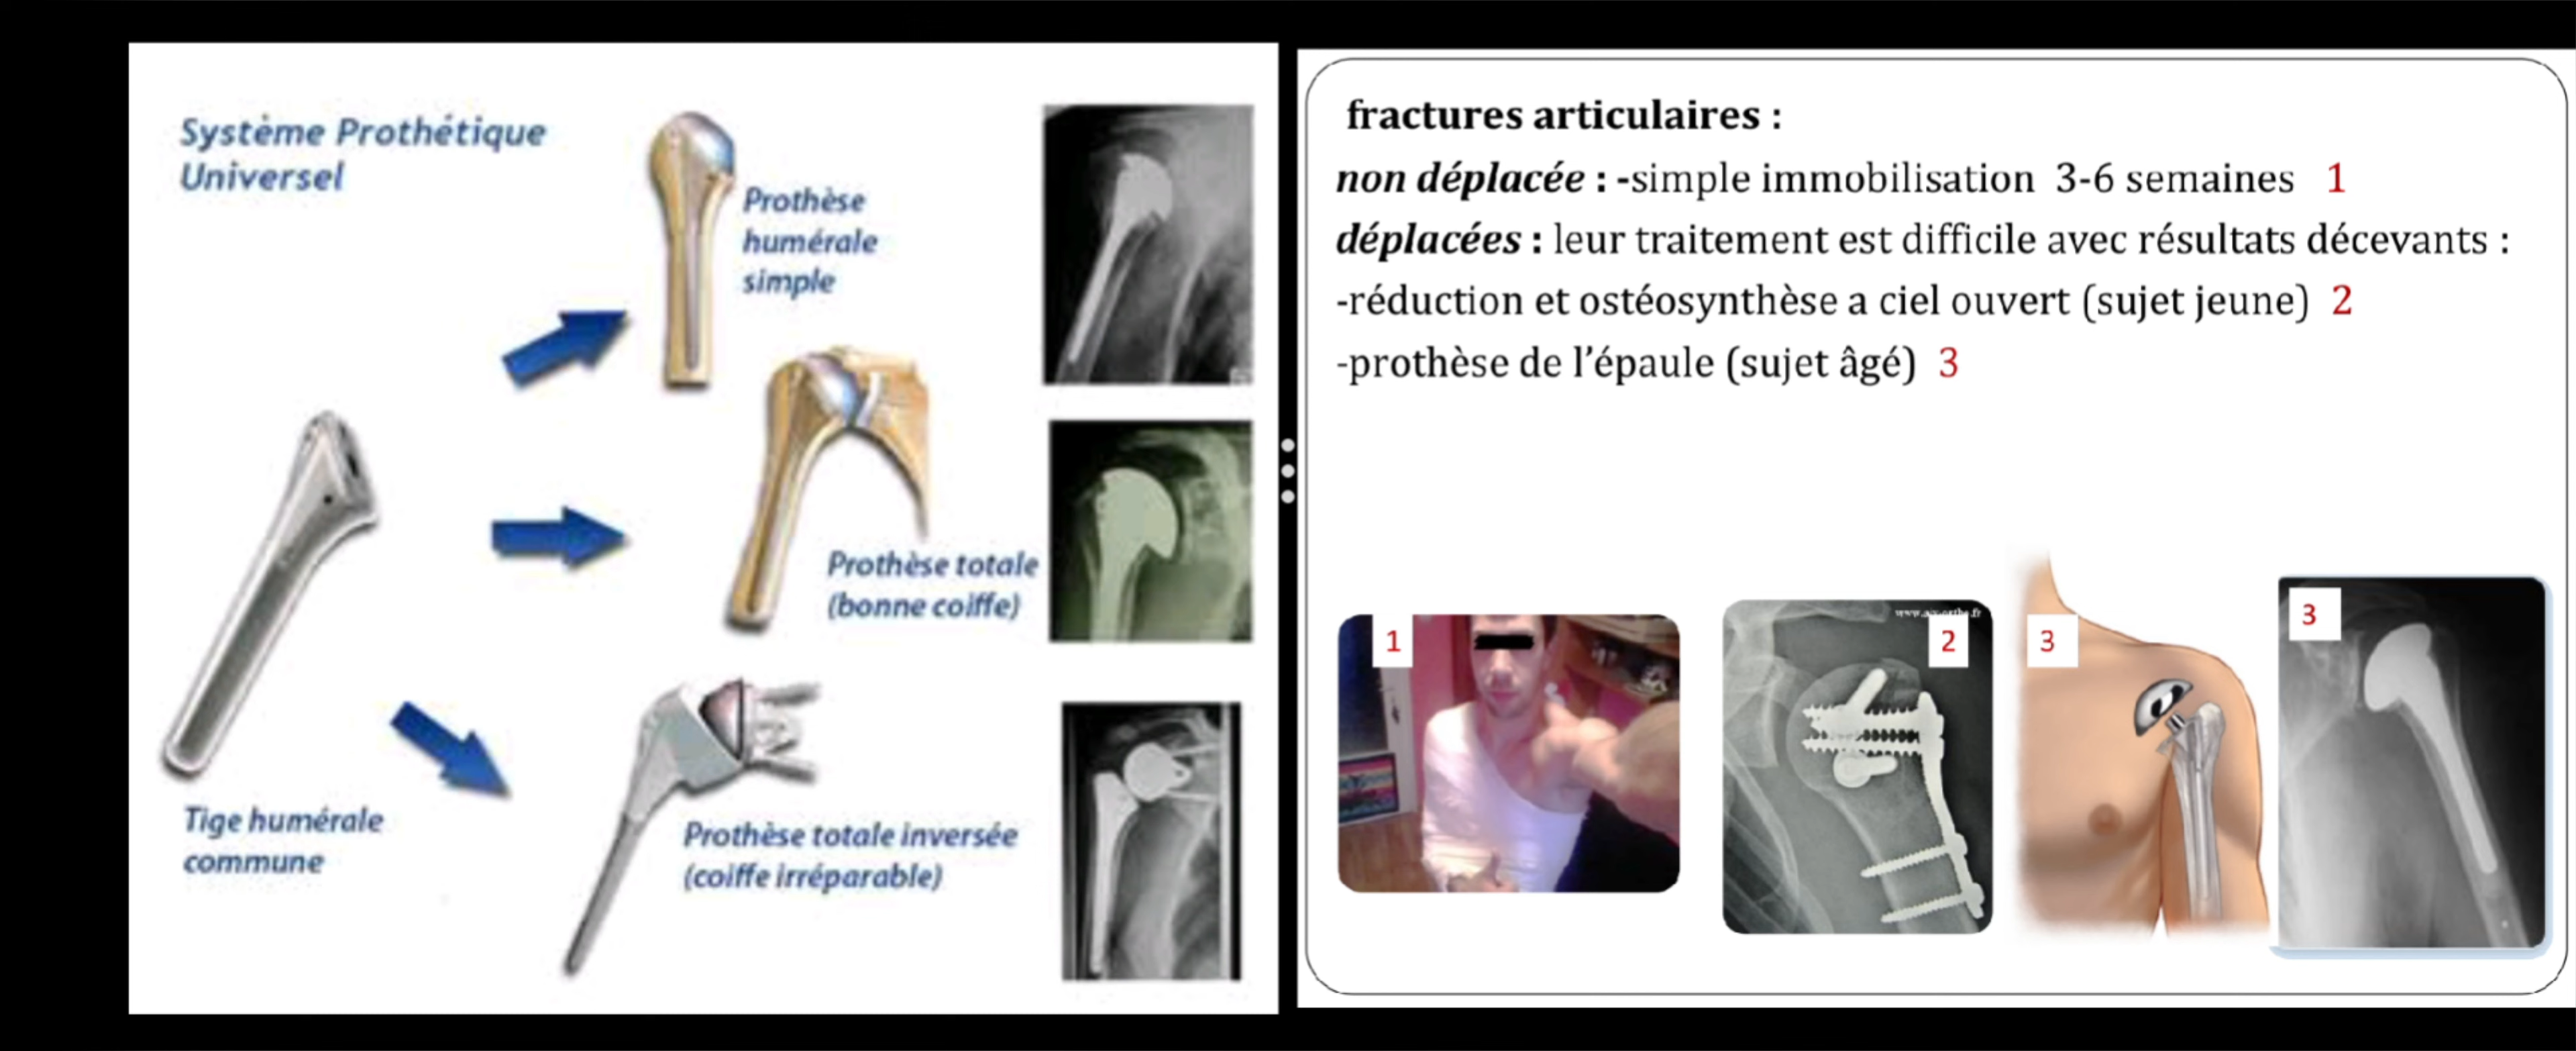 Système Prothétique
Universel
Prothèse
humérale
simple
Prothèse totale
(bonne coiffe)
Tige humérale
commune
Prothèse totale inversée
(coiffe irréparable)
fractures articulaires :
non déplacée : -simple immobilisation 3-6 semaines 1
déplacées : leur traitement est difficile avec résultats décevants :
-réduction et ostéosynthèse a ciel ouvert (sujet jeune) 2
-prothèse de l'épaule (sujet âgé) 3
1
2
3
3